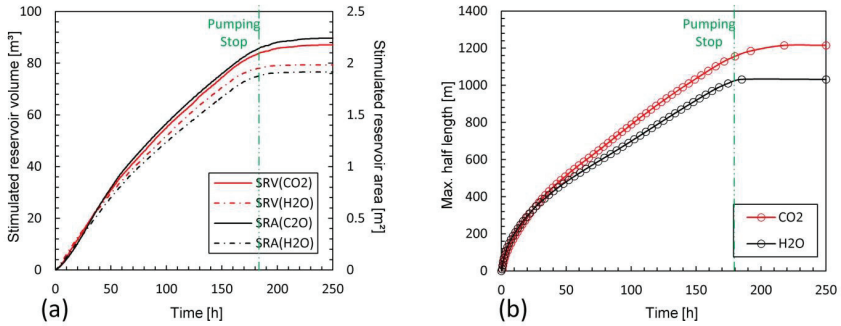 Stimulated reservoir volume [m³]
100
80
60
40
20
0
Pumping
Stop
2.5
2
1.5
1
0.5
0
Stimulated reservoir area [m²]
SRV(CO2)
SRV(H2O)
SRA(C2O)
SRA(H2O)
0 50 100 150 200 250
(a)
Time [h]
Max. half length [m]
1400
1200
1000
800
600
400
200
0
Pumping
Stop
CO2
H2O
0 50 100 150 200 250
(b)
Time [h]